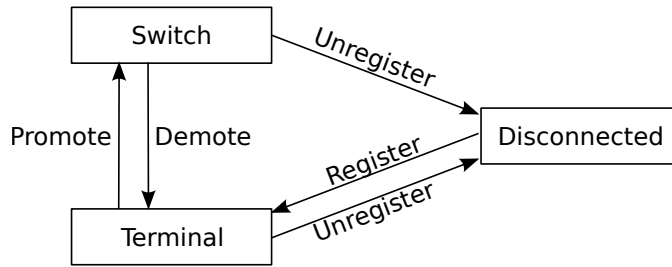 Switch
Unregister
Promote
Demote
Disconnected
Register
Unregister
Terminal